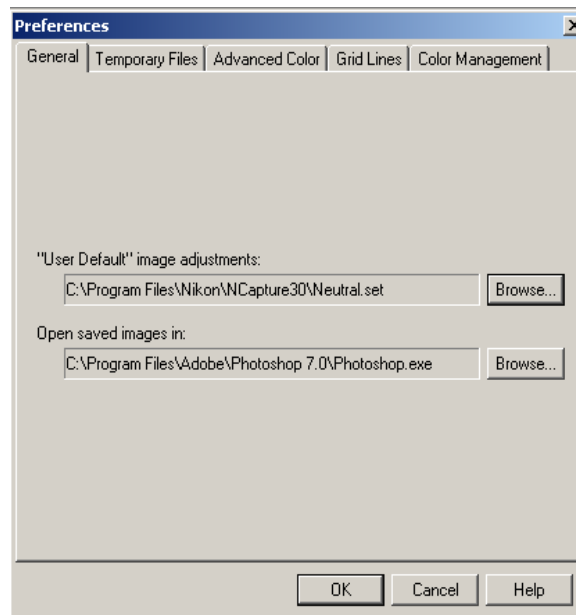 Preferences
General Temporary Files Advanced Color Grid Lines Color Management
"User Default" image adjustments:
C:\Program Files\Nikon\NCapture30\Neutral.set Browse...
Open saved images in:
C:\Program Files\Adobe\Photoshop 7.0\Photoshop.exe Browse...
OK Cancel Help